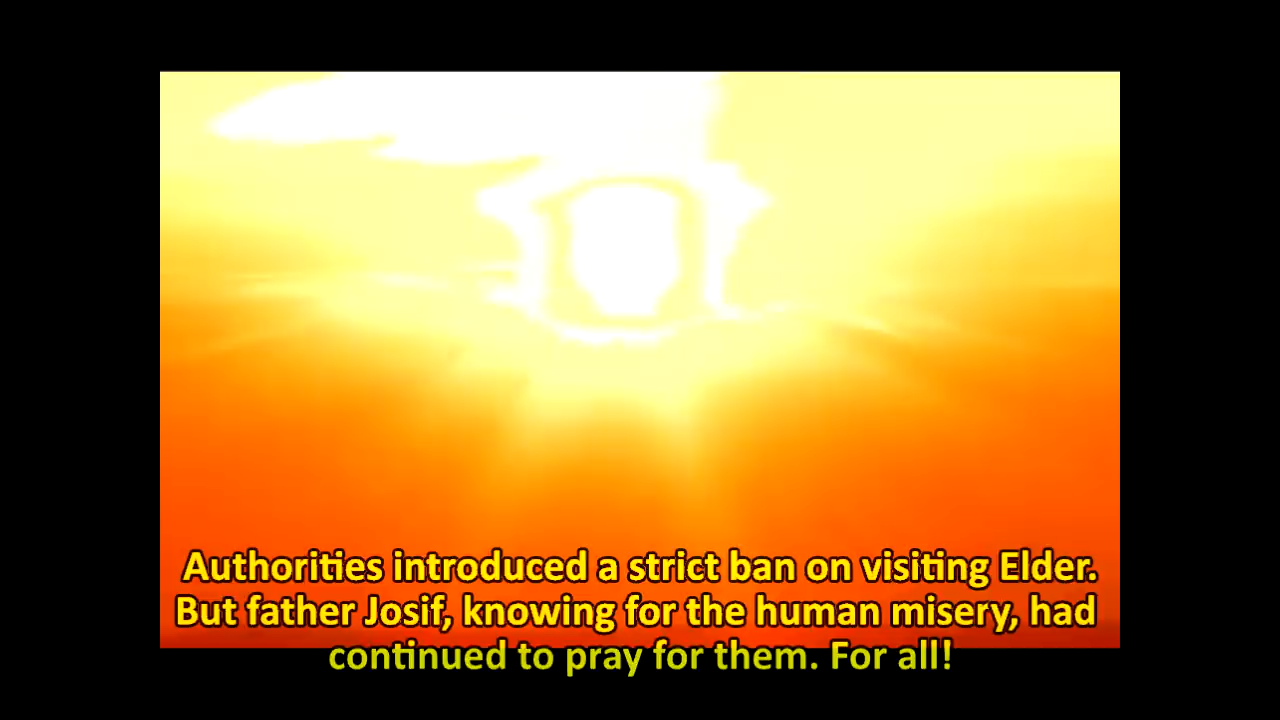 Authorities introduced a strict ban on visiting Elder.
But father Josif, knowing for the human misery, had
continued to pray for them. For all!